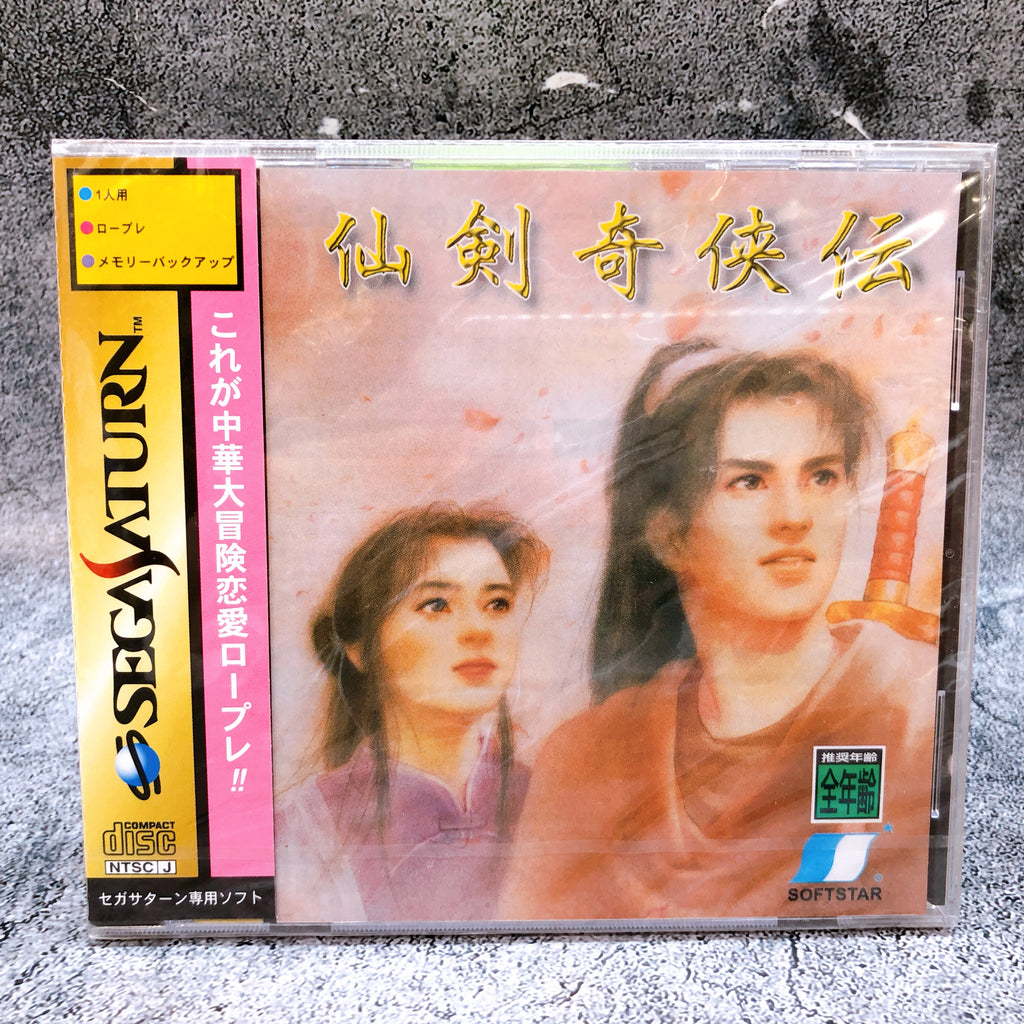 1人用
ロープレ
メモリーバックアップ
SEGA SATURN™
これが中華大冒険恋愛ロープレ!!
COMPACT
disc
NTSC J
セガサターン専用ソフト
仙剣奇侠伝
推奨年齢
全年齢
SOFTSTAR